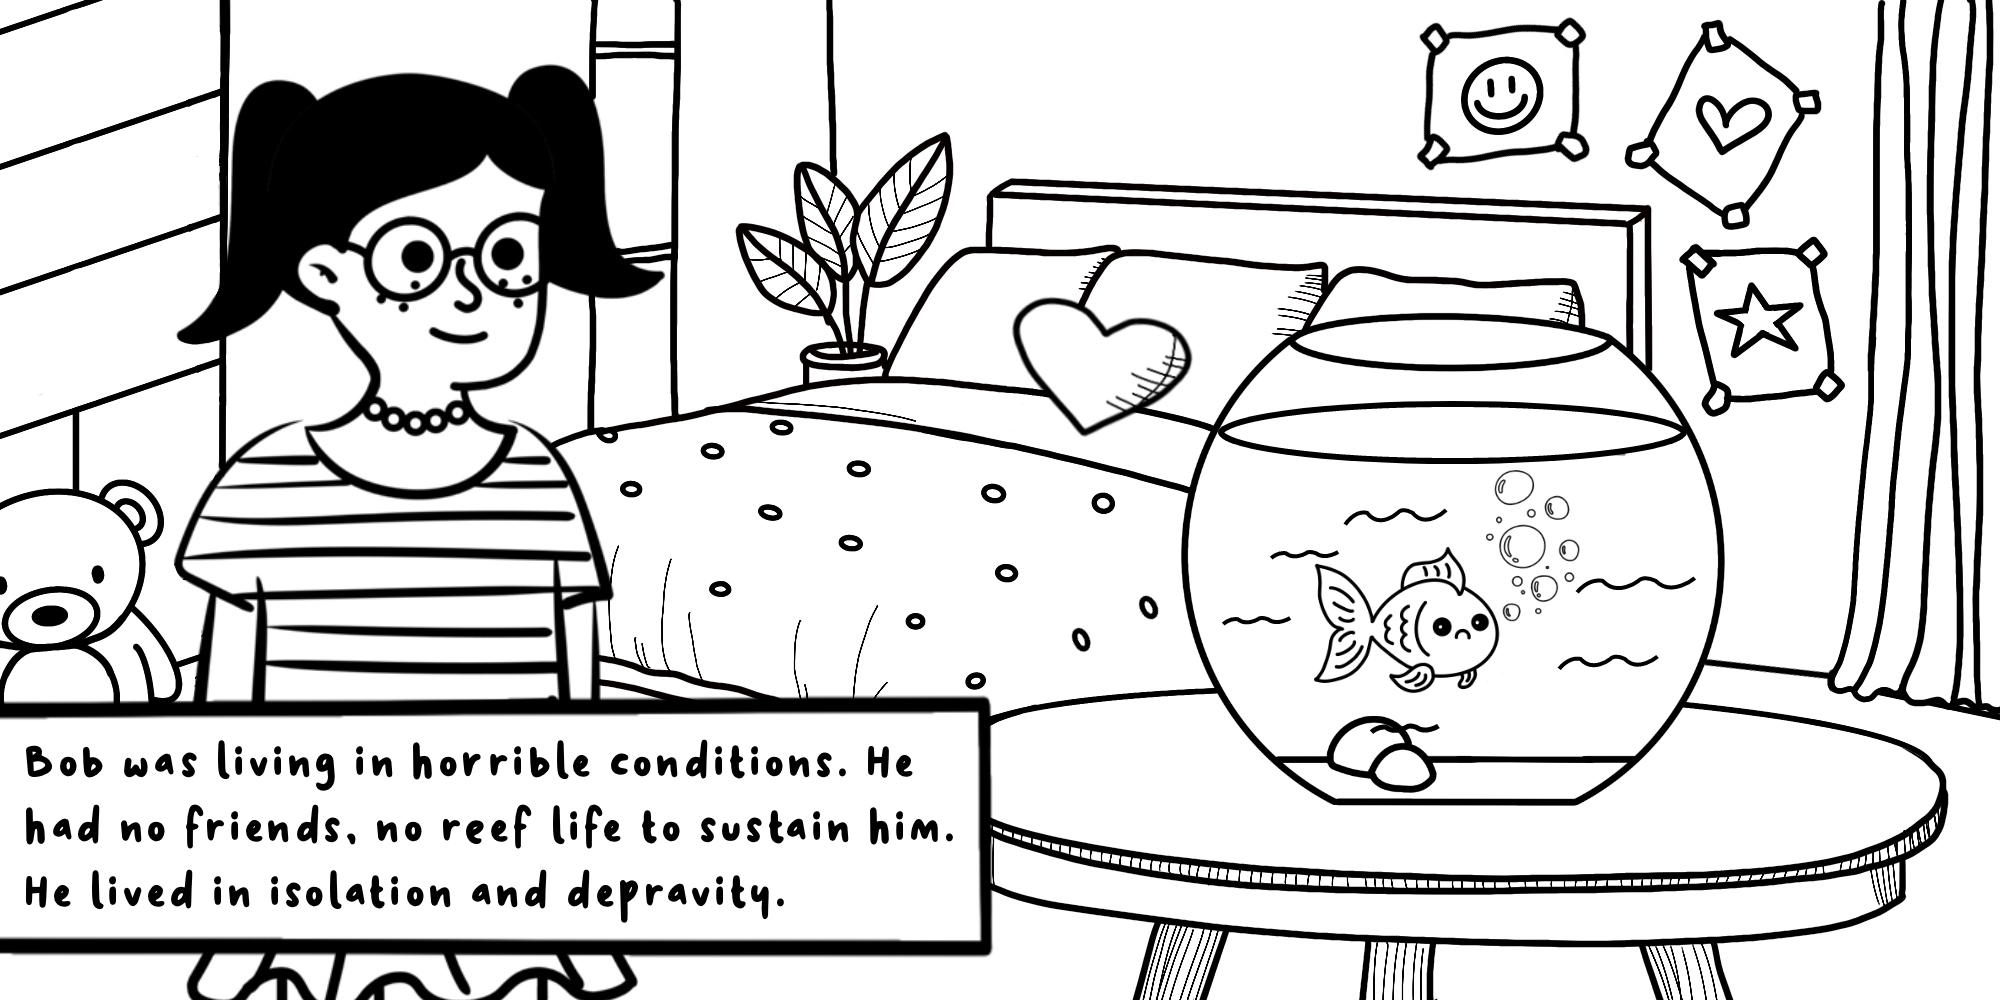 Bob was living in horrible conditions. He
had no friends, no reef life to sustain him.
He lived in isolation and depravity.